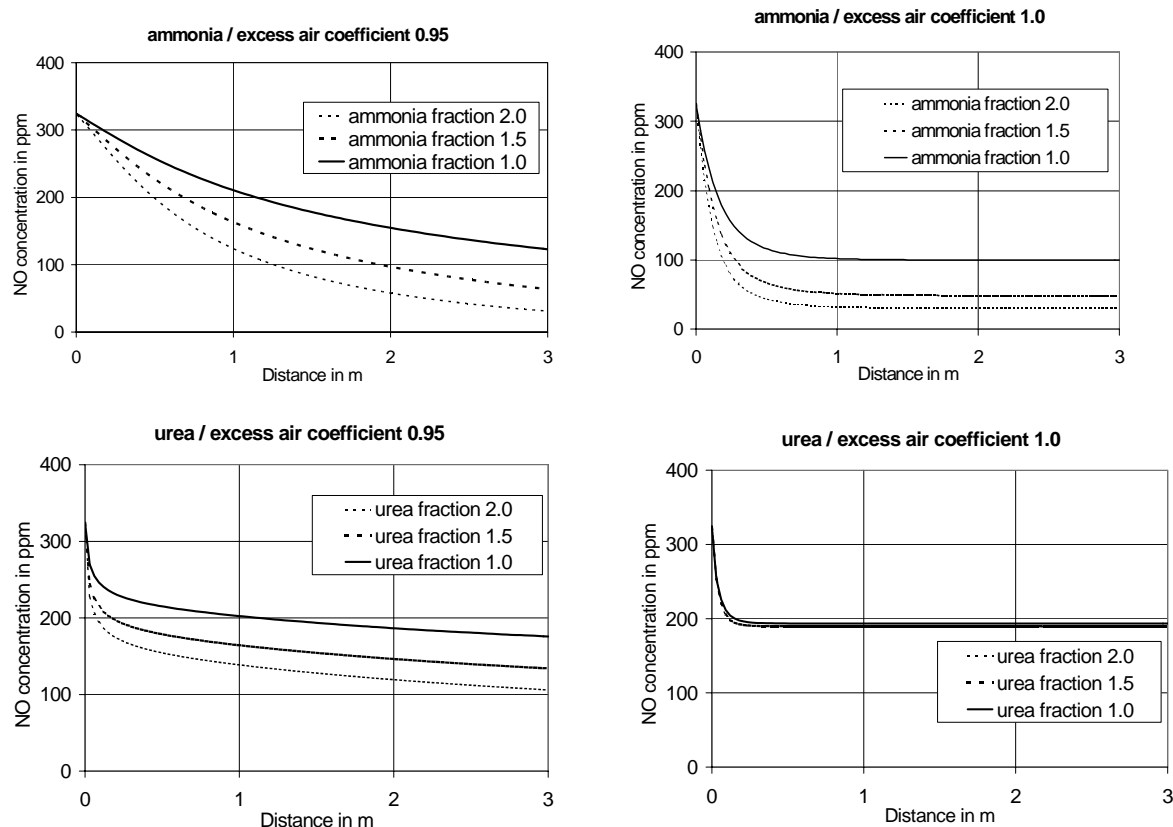 ammonia / excess air coefficient 0.95
400
300
200
100
0
NO concentration in ppm
ammonia fraction 2.0
ammonia fraction 1.5
ammonia fraction 1.0
0
1
2
3
Distance in m
ammonia / excess air coefficient 1.0
400
300
200
100
0
NO concentration in ppm
ammonia fraction 2.0
ammonia fraction 1.5
ammonia fraction 1.0
0
1
2
3
Distance in m
urea / excess air coefficient 0.95
400
300
200
100
0
NO concentration in ppm
urea fraction 2.0
urea fraction 1.5
urea fraction 1.0
0
1
2
3
Distance in m
urea / excess air coefficient 1.0
400
300
200
100
0
NO concentration in ppm
urea fraction 2.0
urea fraction 1.5
urea fraction 1.0
0
1
2
3
Distance in m